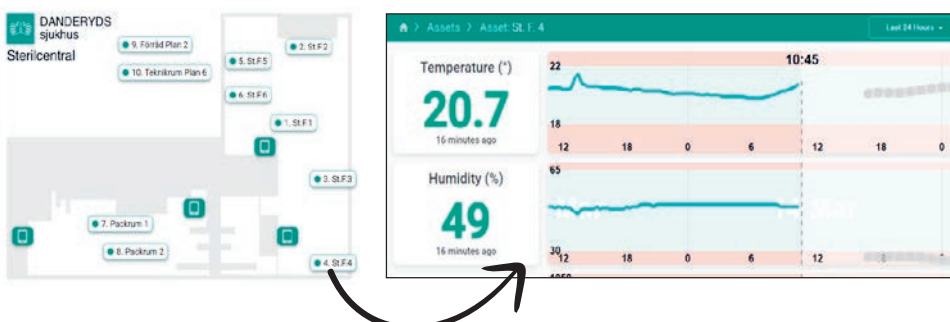 DANDERYDS
sjukhus
Sterilcentral
9. Förråd Plan 2
10. Teknikrum Plan 6
2. St.F2
5. St.F5
6. St.F6
1. St.F1
3. St.F3
7. Packrum 1
8. Packrum 2
4. St.F.4
Assets > Asset: St. F. 4
Last 24 Hours
Temperature (°)
20.7
16 minutes ago
10:45
22
18
12 18 0 6 12 18 0
Humidity (%)
49
16 minutes ago
65
30
12 18 0 6 12